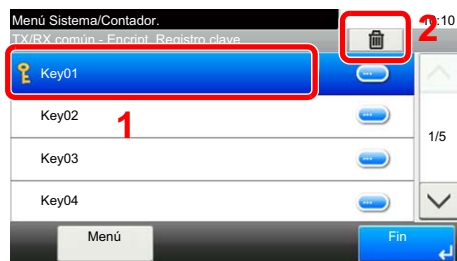 Menú Sistema/Contador.
:10
2
TX/RX común - Encript. Registro clave
Key01
Key02
1
1/5
Key03
Key04
Menú
Fin